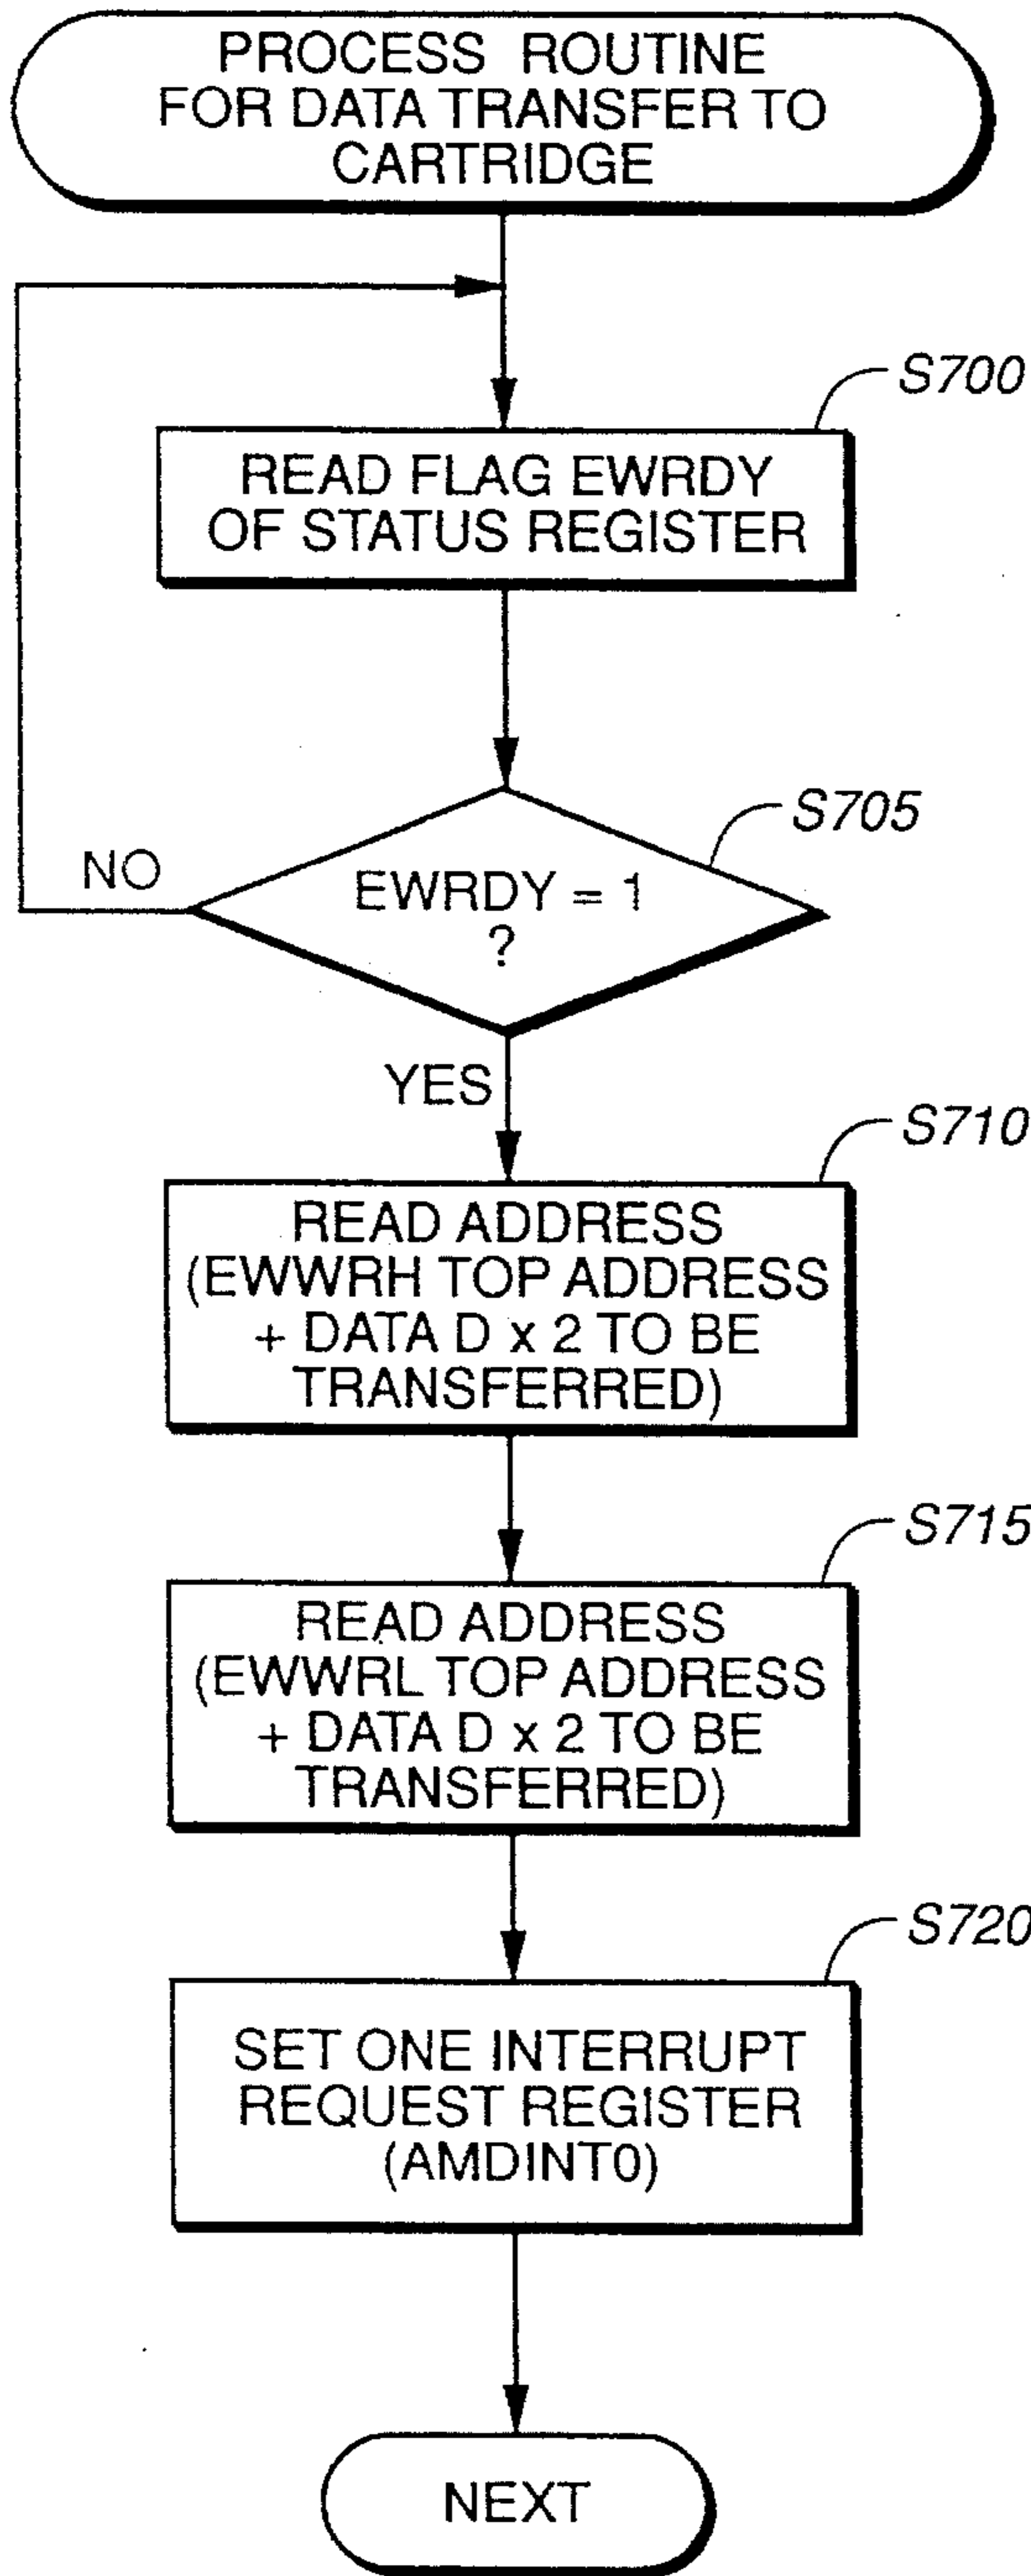 PROCESS ROUTINE
FOR DATA TRANSFER TO
CARTRIDGE
S700
READ FLAG EWRDY
OF STATUS REGISTER
S705
NO
EWRDY = 1
?
YES
S710
READ ADDRESS
(EWWRH TOP ADDRESS
+ DATA D x 2 TO BE
TRANSFERRED)
S715
READ ADDRESS
(EWWRL TOP ADDRESS
+ DATA D x 2 TO BE
TRANSFERRED)
S720
SET ONE INTERRUPT
REQUEST REGISTER
(AMDINT0)
NEXT